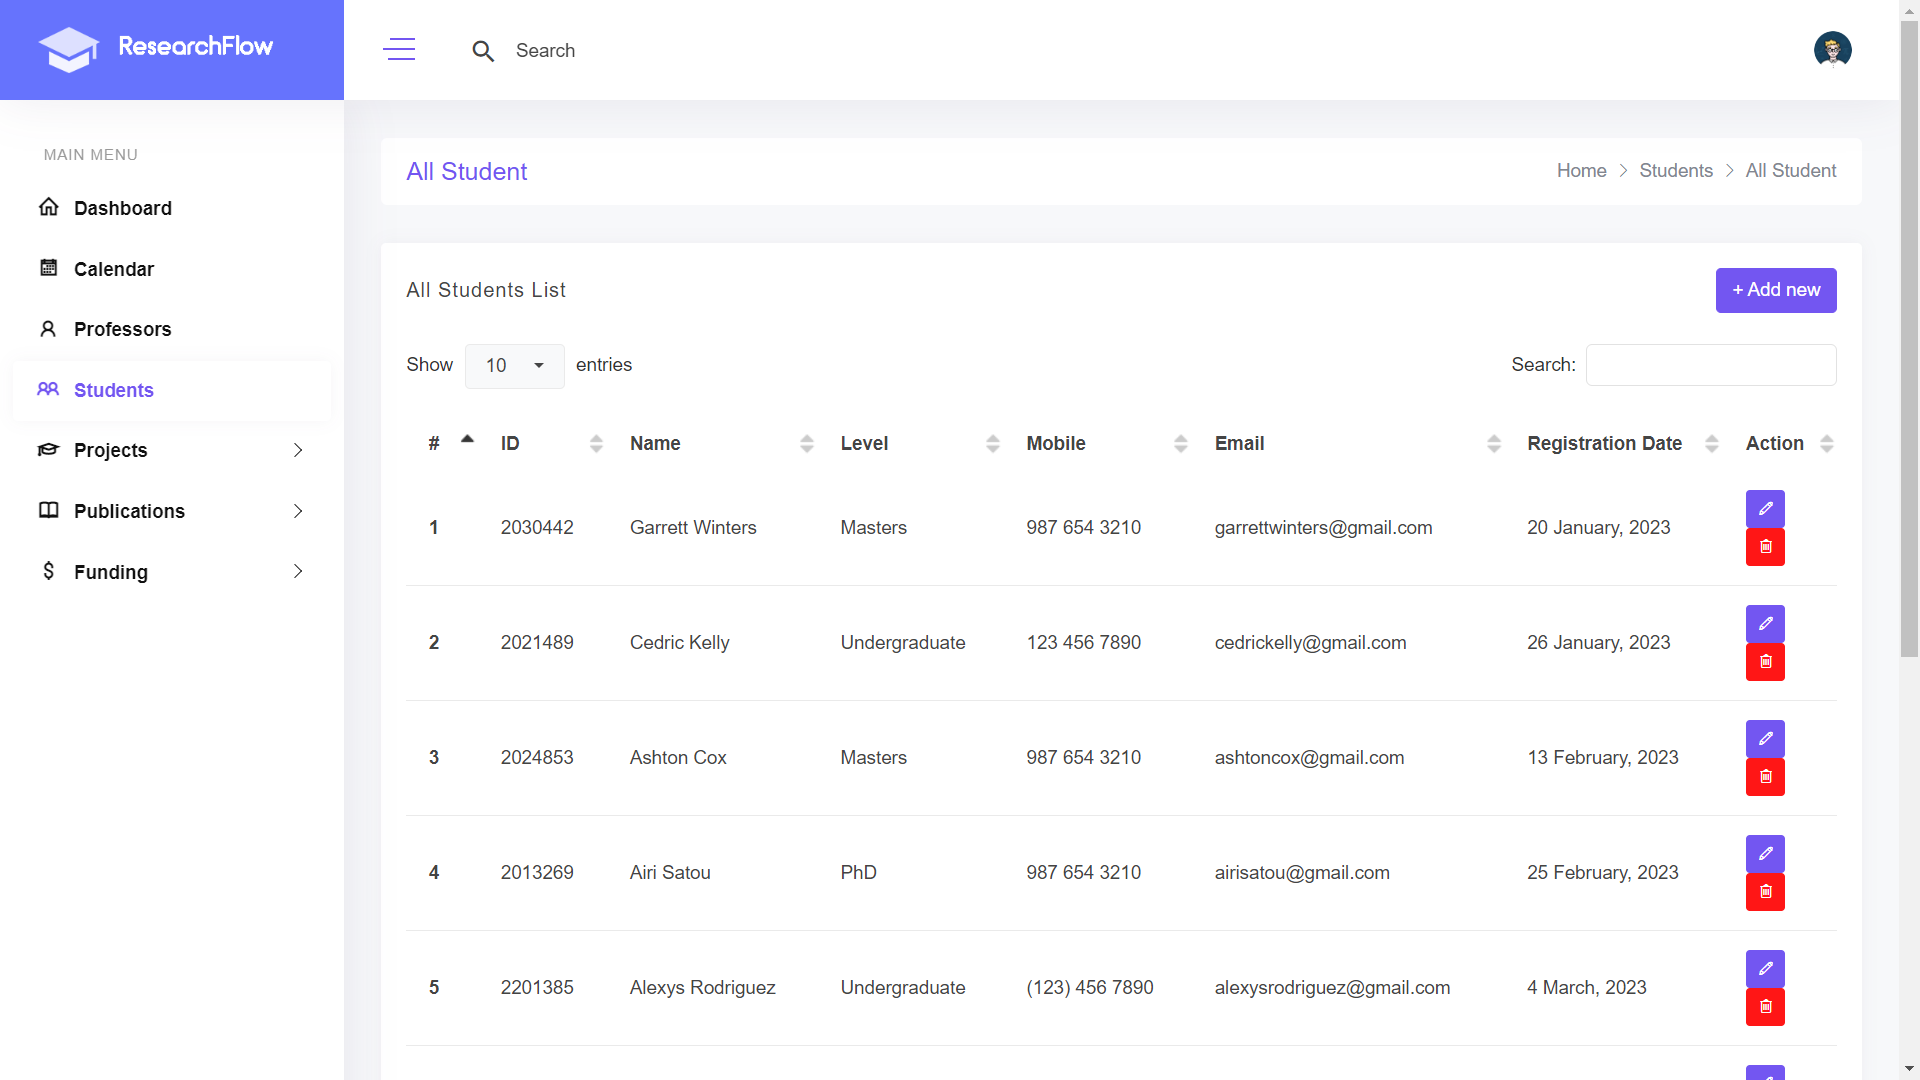 ResearchFlow
Search
MAIN MENU
Dashboard
Calendar
Professors
Students
Projects
Publications
Funding
All Student
Home > Students > All Student
All Students List
+ Add new
Show 10 entries
Search:
# ID Name Level Mobile Email Registration Date Action
1 2030442 Garrett Winters Masters 987 654 3210 garrettwinters@gmail.com 20 January, 2023
2 2021489 Cedric Kelly Undergraduate 123 456 7890 cedrickelly@gmail.com 26 January, 2023
3 2024853 Ashton Cox Masters 987 654 3210 ashtoncox@gmail.com 13 February, 2023
4 2013269 Airi Satou PhD 987 654 3210 airisatou@gmail.com 25 February, 2023
5 2201385 Alexys Rodriguez Undergraduate (123) 456 7890 alexysrodriguez@gmail.com 4 March, 2023